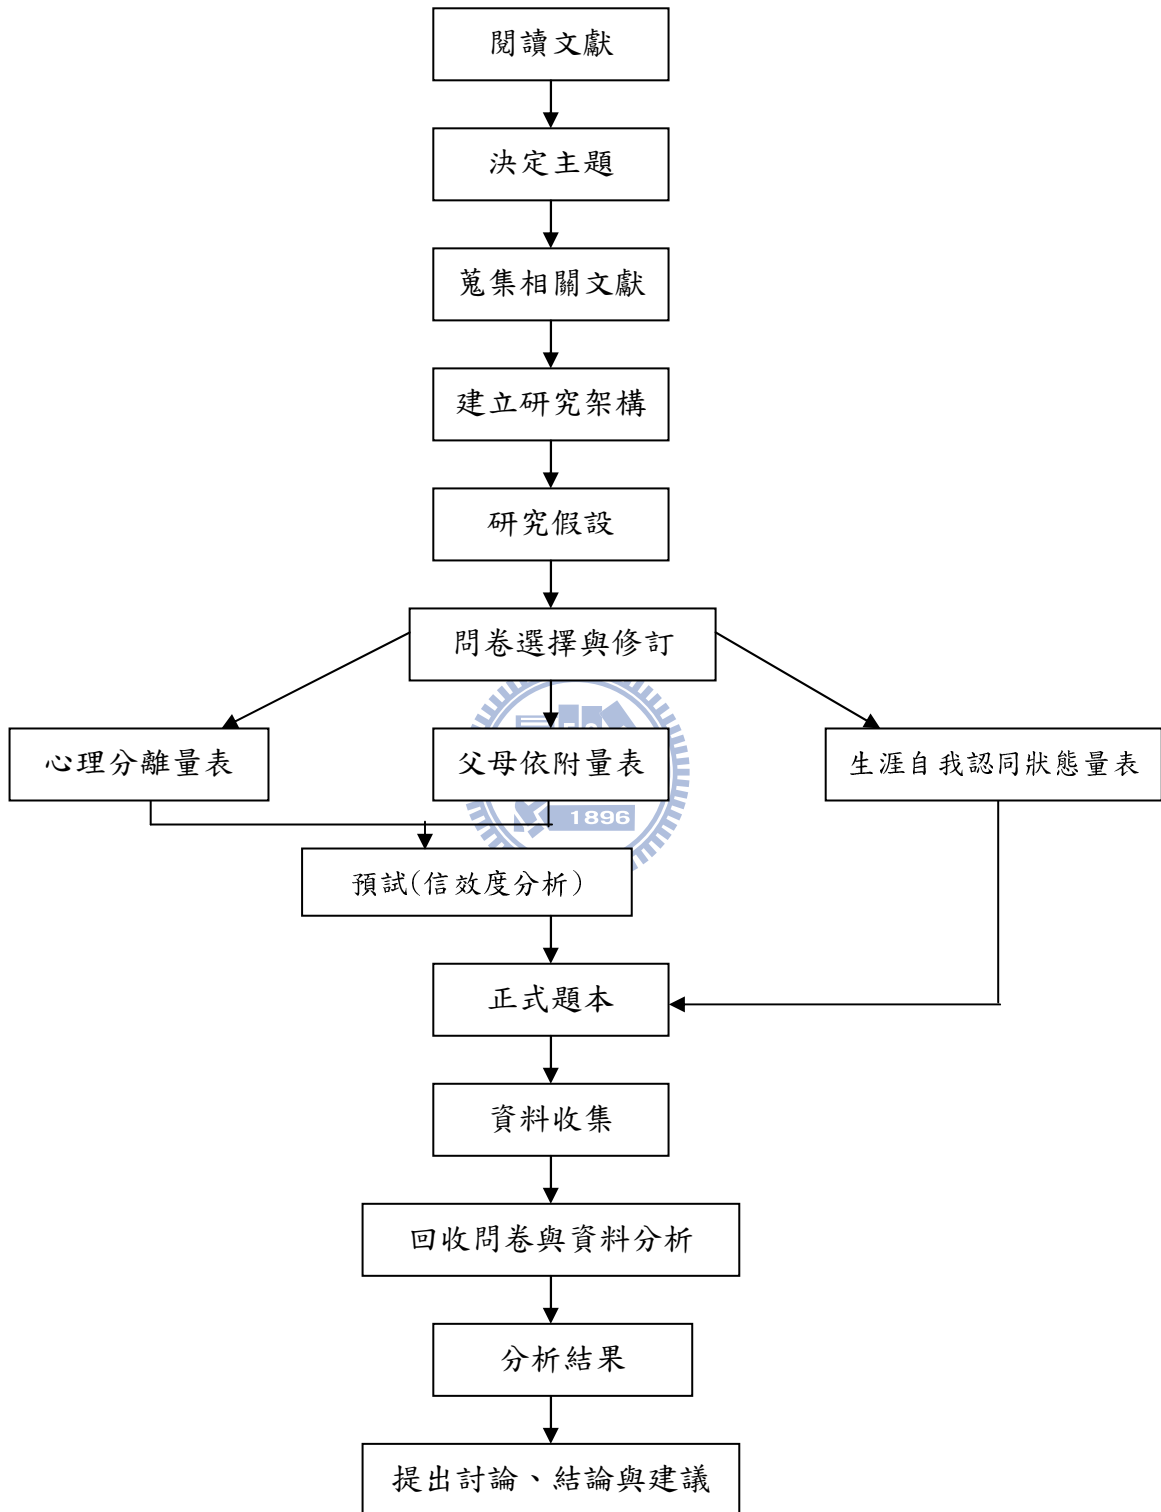 閱讀文獻
決定主題
蒐集相關文獻
建立研究架構
研究假設
問卷選擇與修訂
心理分離量表
父母依附量表
生涯自我認同狀態量表
1896
預試(信效度分析)
正式題本
資料收集
回收問卷與資料分析
分析結果
提出討論、結論與建議